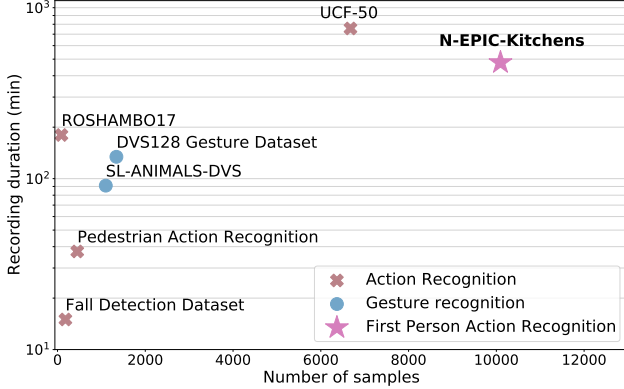 10³
UCF-50
N-EPIC-Kitchens
ROSHAMBO17
DVS128 Gesture Dataset
SL-ANIMALS-DVS
10²
Pedestrian Action Recognition
Fall Detection Dataset
Action Recognition
Gesture recognition
First Person Action Recognition
10¹
0 2000 4000 6000 8000 10000 12000
Number of samples
Recording duration (min)